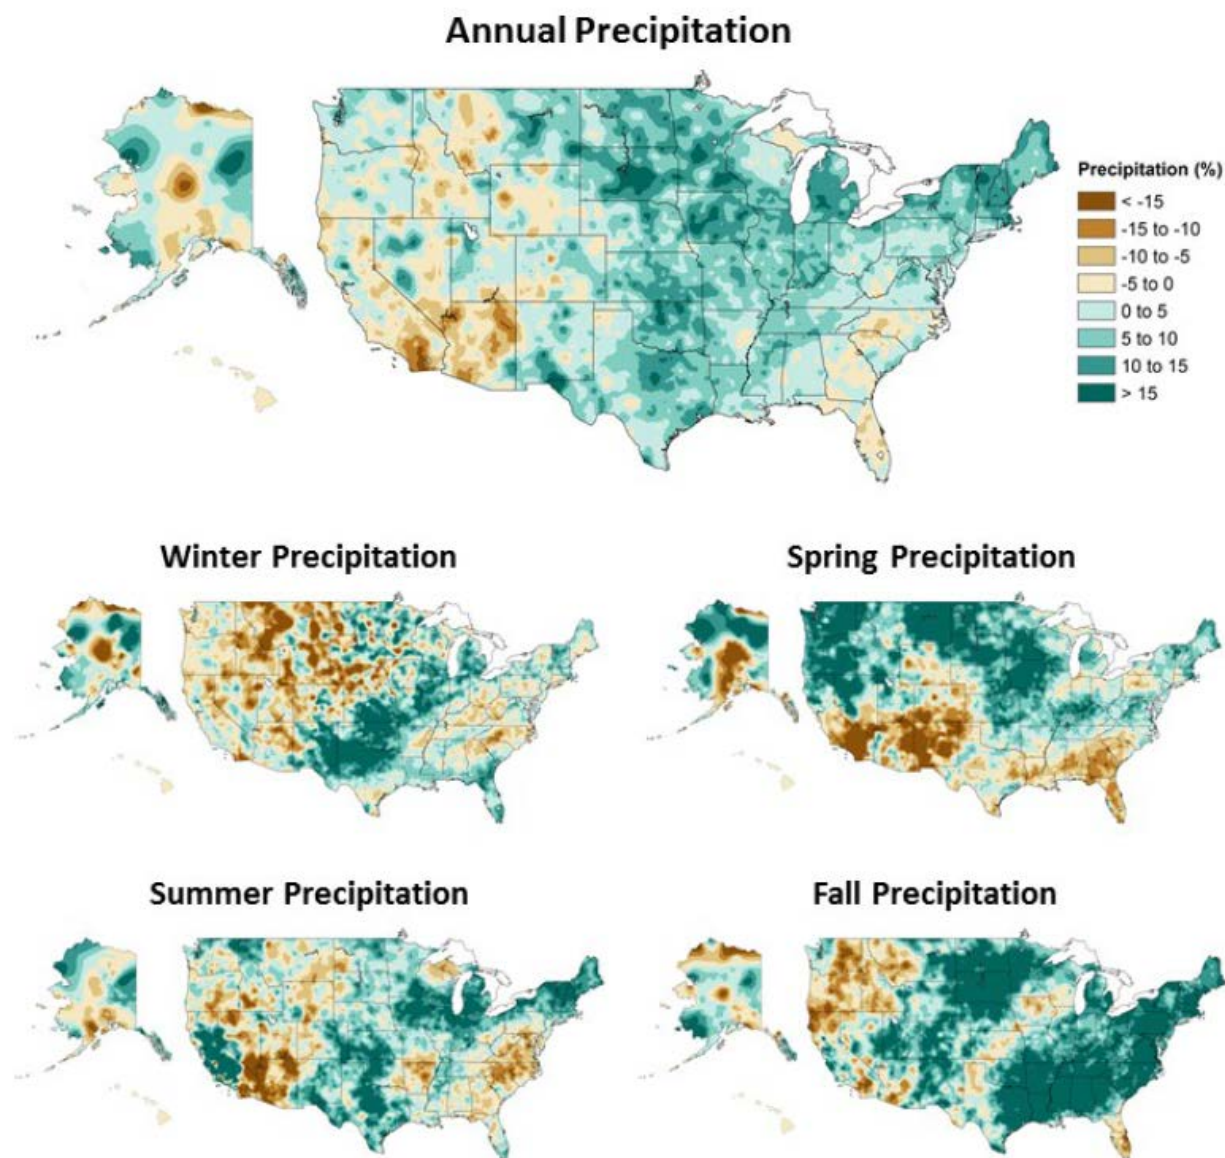 Annual Precipitation
Precipitation (%)
< -15
-15 to -10
-10 to -5
-5 to 0
0 to 5
5 to 10
10 to 15
> 15
Winter Precipitation
Spring Precipitation
Summer Precipitation
Fall Precipitation